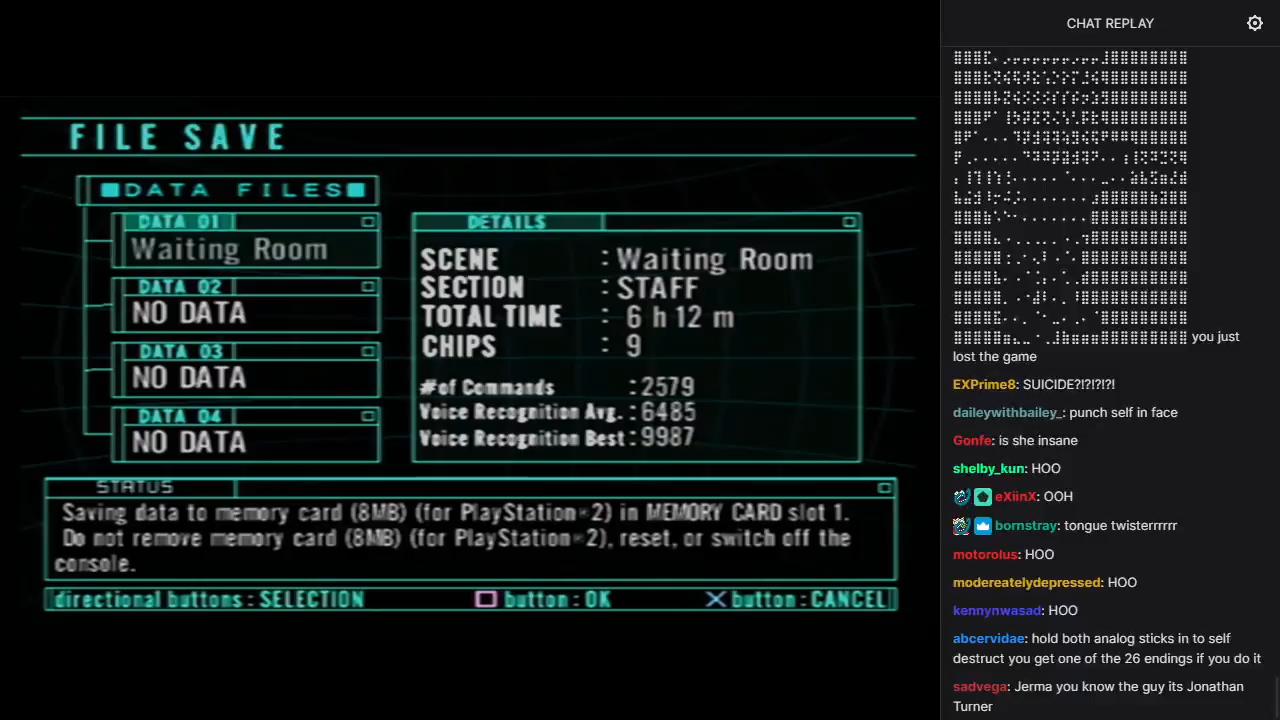 CHAT REPLAY
FILE SAVE
DATA FILES
DATA 01
Waiting Room
DATA 02
NO DATA
DATA 03
NO DATA
DATA 04
NO DATA
DETAILS
SCENE : Waiting Room
SECTION : STAFF
TOTAL TIME : 6 h 12 m
CHIPS : 9
#of Commands : 2579
Voice Recognition Avg. : 6485
Voice Recognition Best : 9987
STATUS
Saving data to memory card (8MB) (for PlayStation®2) in MEMORY CARD slot 1.
Do not remove memory card (8MB) (for PlayStation®2), reset, or switch off the
console.
directional buttons : SELECTION button : OK button : CANCEL
you just
lost the game
EXPrime8: SUICIDE?!?!?!?!
daileywithbailey_: punch self in face
Gonfe: is she insane
shelby_kun: HOO
eXiinX: OOH
bornstray: tongue twisterrrrrr
motorolus: HOO
modereatelydepressed: HOO
kennynwasad: HOO
abcervidae: hold both analog sticks in to self
destruct you get one of the 26 endings if you do it
sadvega: Jerma you know the guy its Jonathan
Turner